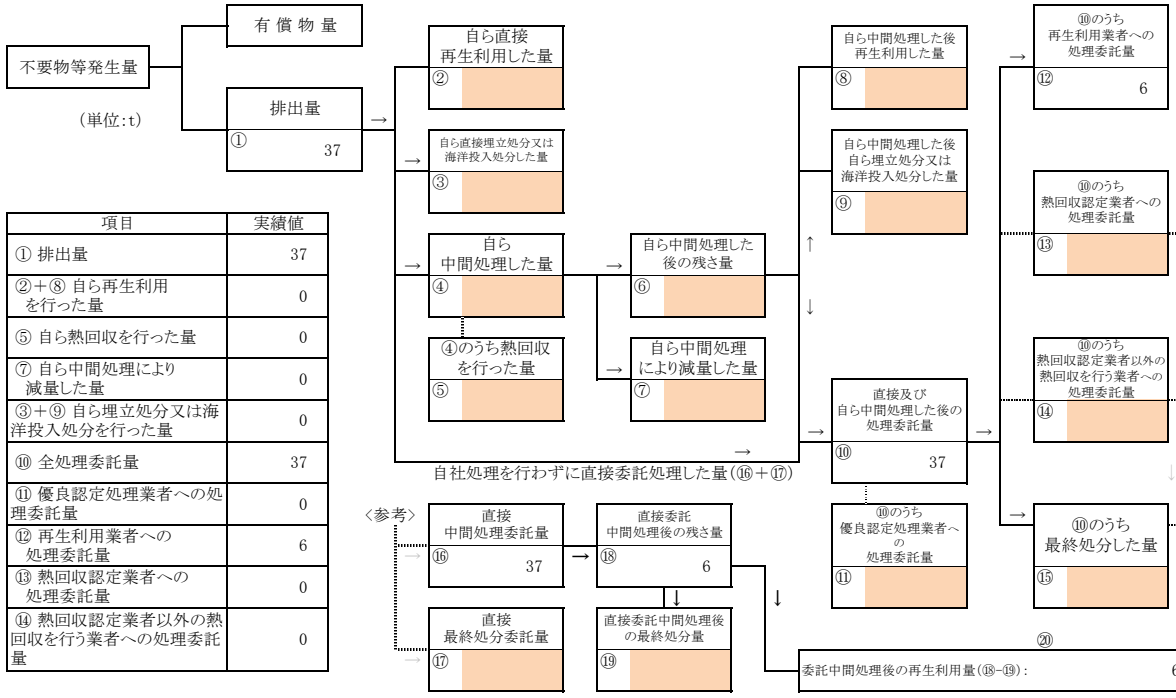 有 償 物 量
不要物等発生量
(単位:t)
排出量
①
37
→
自ら直接
再生利用した量
②
→
自ら直接埋立処分又は
海洋投入処分した量
③
→
自ら
中間処理した量
④
④のうち熱回収
を行った量
⑤
→
自ら中間処理した
後の残さ量
⑥
→
自ら中間処理
により減量した量
⑦
自ら中間処理した後
再生利用した量
⑧
自ら中間処理した後
自ら埋立処分又は
海洋投入処分した量
⑨
↑
↓
→
自社処理を行わずに直接委託処理した量(⑯+⑰)
→
直接及び
自ら中間処理した後の
処理委託量
⑩
37
⑩のうち
優良認定処理業者へ
の
処理委託量
⑪
→
→
⑩のうち
再生利用業者への
処理委託量
⑫
6
⑩のうち
熱回収認定業者への
処理委託量
⑬
⑩のうち
熱回収認定業者以外の
熱回収を行う業者への
処理委託量
⑭
↓
→
⑩のうち
最終処分した量
⑮
項目 実績値
① 排出量 37
②+⑧ 自ら再生利用
を行った量 0
⑤ 自ら熱回収を行った量 0
⑦ 自ら中間処理により
減量した量 0
③+⑨ 自ら埋立処分又は海
洋投入処分を行った量 0
⑩ 全処理委託量 37
⑪ 優良認定処理業者への処
理委託量 0
⑫ 再生利用業者への
処理委託量 6
⑬ 熱回収認定業者への
処理委託量 0
⑭ 熱回収認定業者以外の熱
回収を行う業者への処理委託
量 0
〈参考〉
→
直接
中間処理委託量
⑯
37
→
直接委託
中間処理後の残さ量
⑱
6
↓
↓
→
直接
最終処分委託量
⑰
直接委託中間処理後
の最終処分量
⑲
⑳
委託中間処理後の再生利用量(⑱-⑲): 6